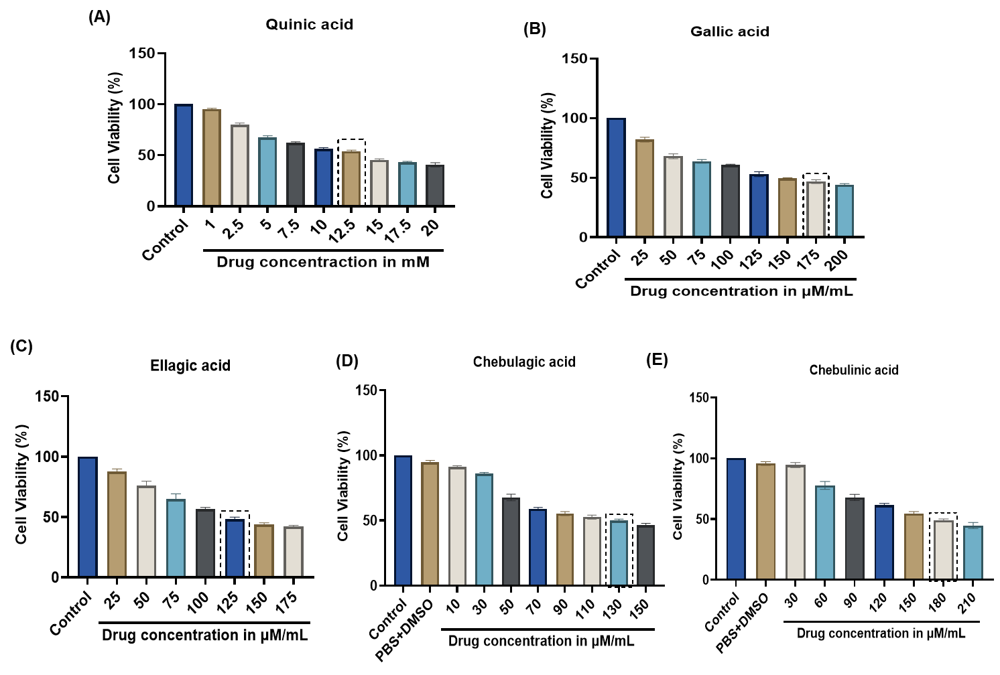 (A)
Quinic acid
Cell Viability (%)
150
100
50
0
Control
1
2.5
5
7.5
10
12.5
15
17.5
20
Drug concentraction in mM
(B)
Gallic acid
Cell Viability (%)
150
100
50
0
Control
25
50
75
100
125
150
175
200
Drug concentration in µM/mL
(C)
Ellagic acid
Cell Viability (%)
150
100
50
0
Control
25
50
75
100
125
150
175
Drug concentration in µM/mL
(D)
Chebulagic acid
Cell Viability (%)
150
100
50
0
Control
PBS+DMSO
10
30
50
70
90
110
130
150
Drug concentration in µM/mL
(E)
Chebulinic acid
Cell Viability (%)
150
100
50
0
Control
PBS+DMSO
30
60
90
120
150
180
210
Drug concentration in µM/mL